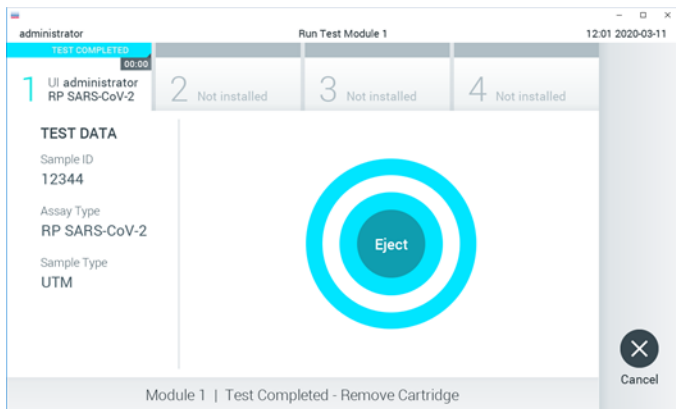 administrator
Run Test Module 1
12:01 2020-03-11
TEST COMPLETED
00:00
1
UI administrator
RP SARS-CoV-2
2 Not installed
3 Not installed
4 Not installed
TEST DATA
Sample ID
12344
Assay Type
RP SARS-CoV-2
Sample Type
UTM
Eject
Cancel
Module 1 | Test Completed - Remove Cartridge